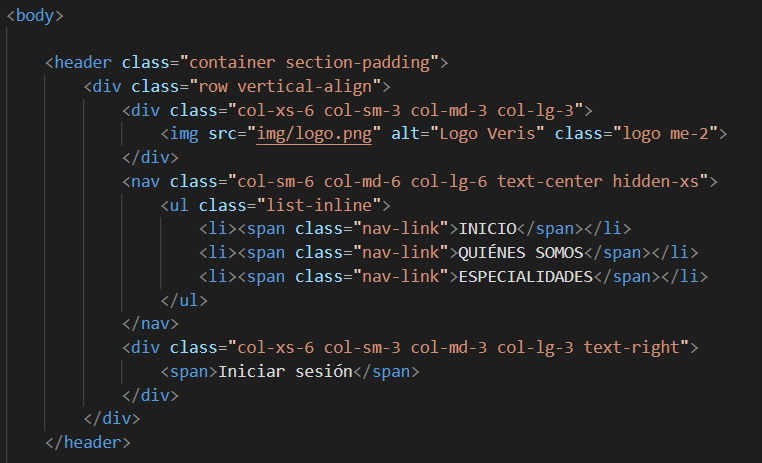 <body>
<header class="container section-padding">
<div class="row vertical-align">
<div class="col-xs-6 col-sm-3 col-md-3 col-lg-3">
<img src="img/logo.png" alt="Logo Veris" class="logo me-2">
</div>
<nav class="col-sm-6 col-md-6 col-lg-6 text-center hidden-xs">
<ul class="list-inline">
<li><span class="nav-link">INICIO</span></li>
<li><span class="nav-link">QUIÉNES SOMOS</span></li>
<li><span class="nav-link">ESPECIALIDADES</span></li>
</ul>
</nav>
<div class="col-xs-6 col-sm-3 col-md-3 col-lg-3 text-right">
<span>Iniciar sesión</span>
</div>
</div>
</header>